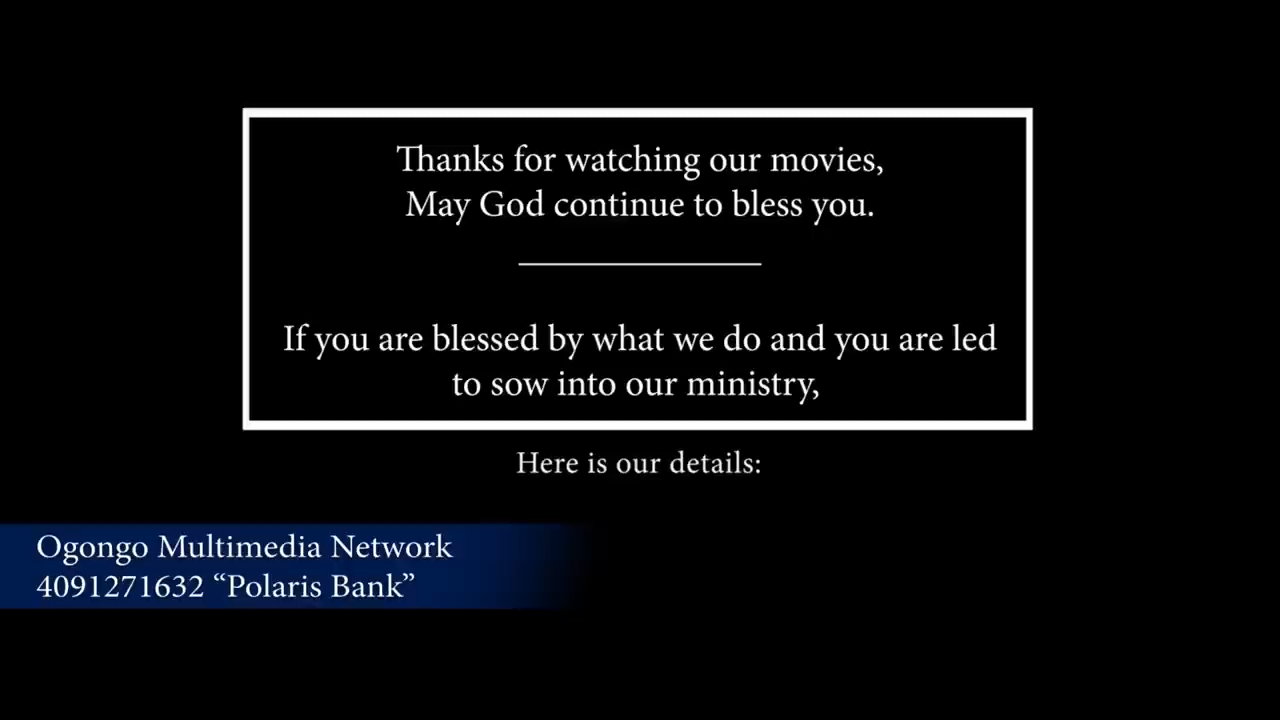 Thanks for watching our movies,
May God continue to bless you.
If you are blessed by what we do and you are led
to sow into our ministry,
Here is our details:
Ogongo Multimedia Network
4091271632 “Polaris Bank”